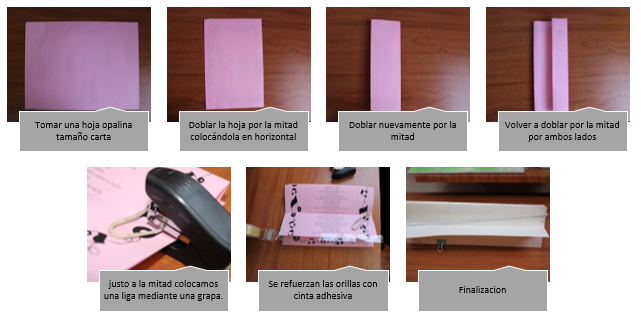 Tomar una hoja opalina
tamaño carta
Doblar la hoja por la mitad
colocándola en horizontal
Doblar nuevamente por la
mitad
Volver a doblar por la mitad
por ambos lados
justo a la mitad colocamos
una liga mediante una grapa.
Se refuerzan las orillas con
cinta adhesiva
Finalizacion